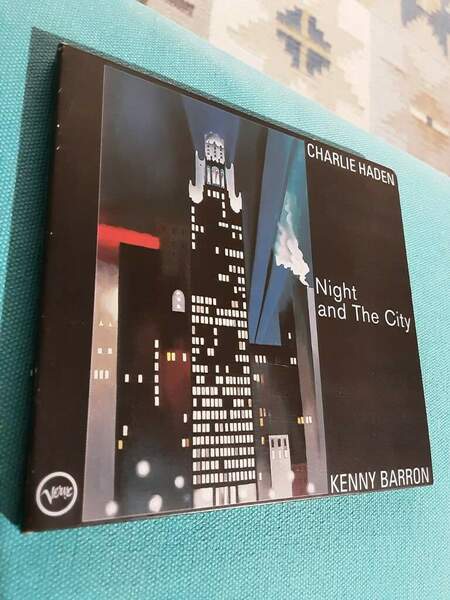 CHARLIE HADEN
Night
and The City
KENNY BARRON
Verve